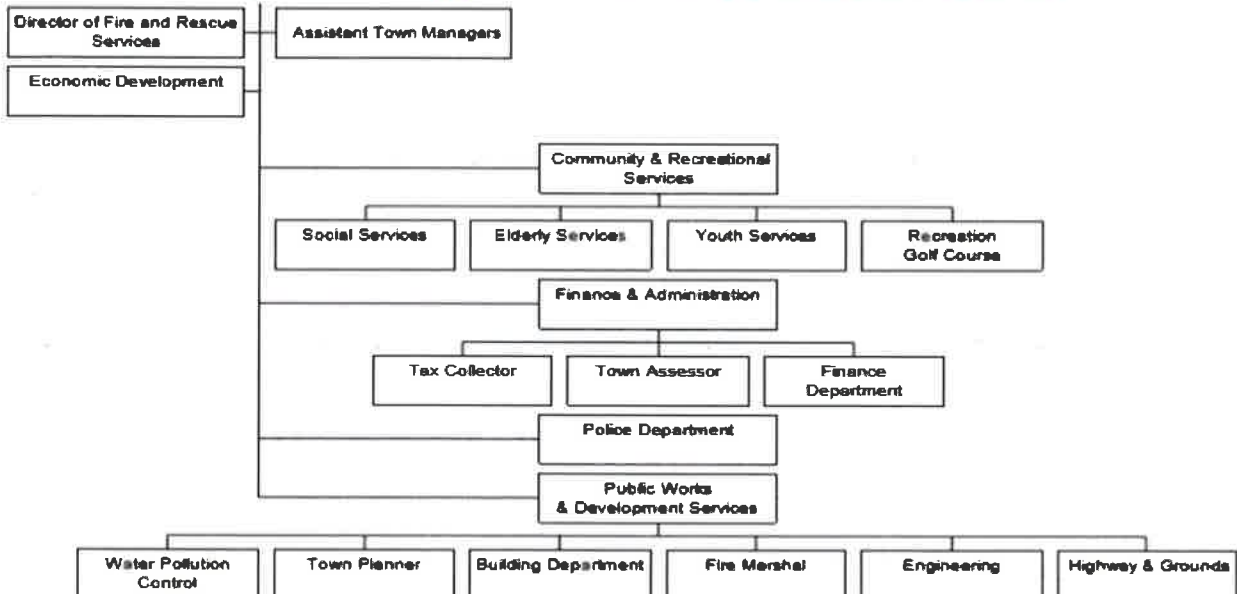 Director of Fire and Rescue
Services
Assistant Town Managers
Economic Development
Community & Recreational
Services
Social Services
Elderly Services
Youth Services
Recreation
Golf Course
Finance & Administration
Tax Collector
Town Assessor
Finance
Department
Police Department
Public Works
& Development Services
Water Pollution
Control
Town Planner
Building Department
Fire Marshal
Engineering
Highway & Grounds